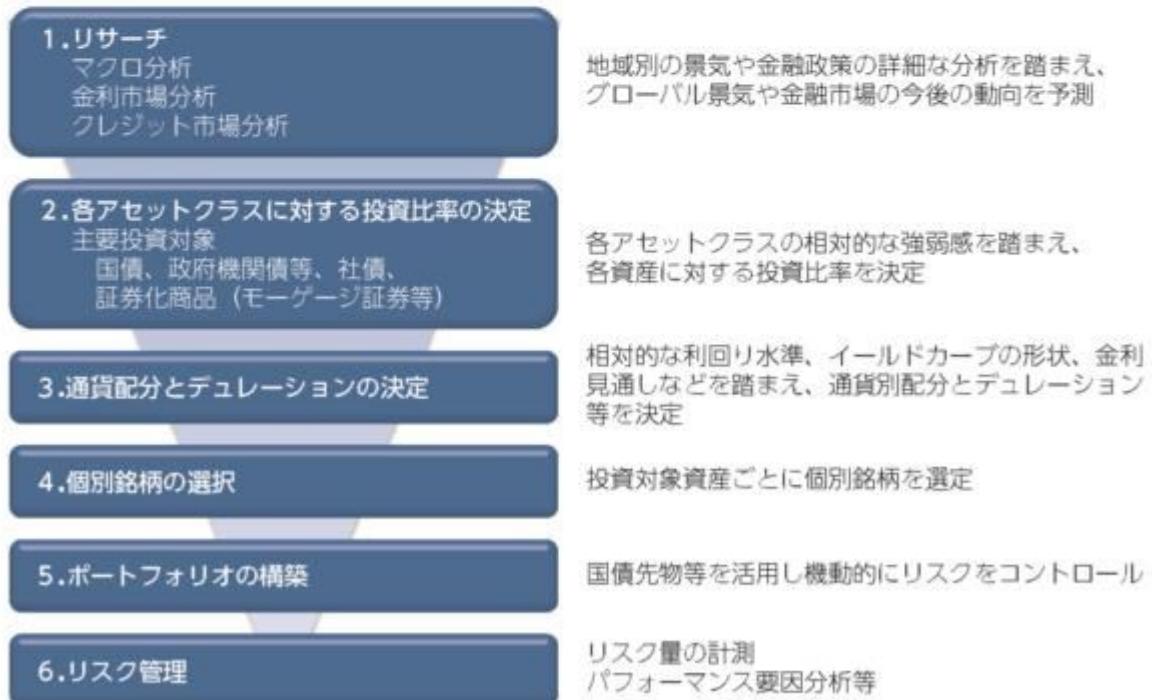 1.リサーチ
マクロ分析
金利市場分析
クレジット市場分析
地域別の景気や金融政策の詳細な分析を踏まえ、
グローバル景気や金融市場の今後の動向を予測
2.各アセットクラスに対する投資比率の決定
主要投資対象
国債、政府機関債等、社債、
証券化商品（モーゲージ証券等）
各アセットクラスの相対的な強弱感を踏まえ、
各資産に対する投資比率を決定
3.通貨配分とデュレーションの決定
相対的な利回り水準、イールドカーブの形状、金利
見通しなどを踏まえ、通貨別配分とデュレーション
等を決定
4.個別銘柄の選択
投資対象資産ごとに個別銘柄を選定
5.ポートフォリオの構築
国債先物等を活用し機動的にリスクをコントロール
6.リスク管理
リスク量の計測
パフォーマンス要因分析等